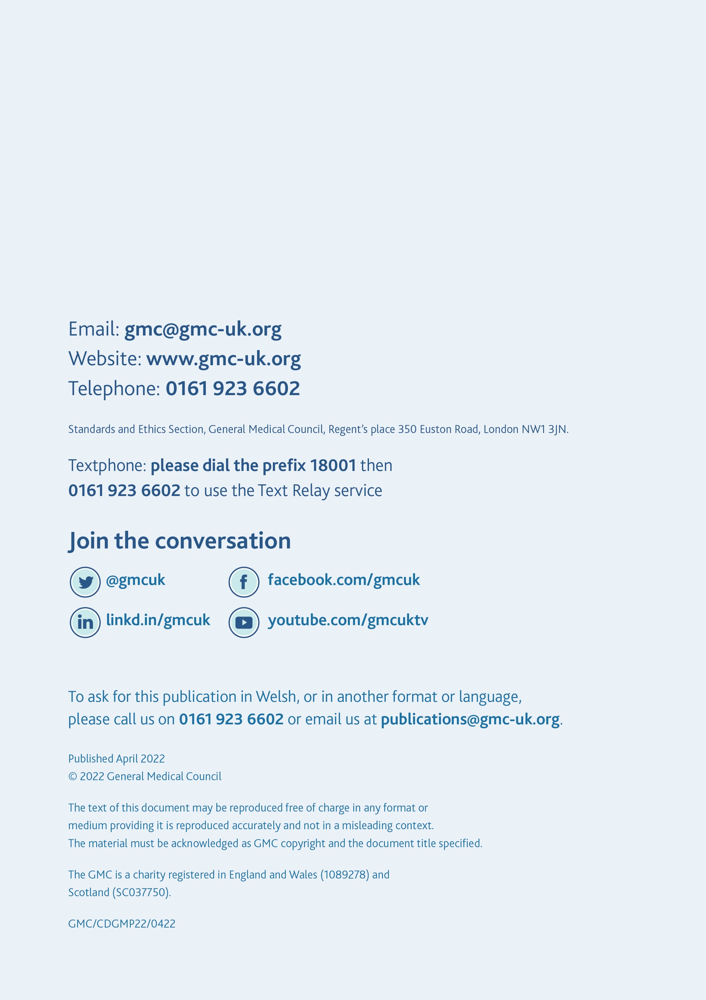 Email: gmc@gmc-uk.org
Website: www.gmc-uk.org
Telephone: 0161 923 6602
Standards and Ethics Section, General Medical Council, Regent’s place 350 Euston Road, London NW1 3JN.
Textphone: please dial the prefix 18001 then
0161 923 6602 to use the Text Relay service
Join the conversation
@gmcuk
facebook.com/gmcuk
linkd.in/gmcuk
youtube.com/gmcuktv
To ask for this publication in Welsh, or in another format or language,
please call us on 0161 923 6602 or email us at publications@gmc-uk.org.
Published April 2022
© 2022 General Medical Council
The text of this document may be reproduced free of charge in any format or
medium providing it is reproduced accurately and not in a misleading context.
The material must be acknowledged as GMC copyright and the document title specified.
The GMC is a charity registered in England and Wales (1089278) and
Scotland (SC037750).
GMC/CDGMP22/0422